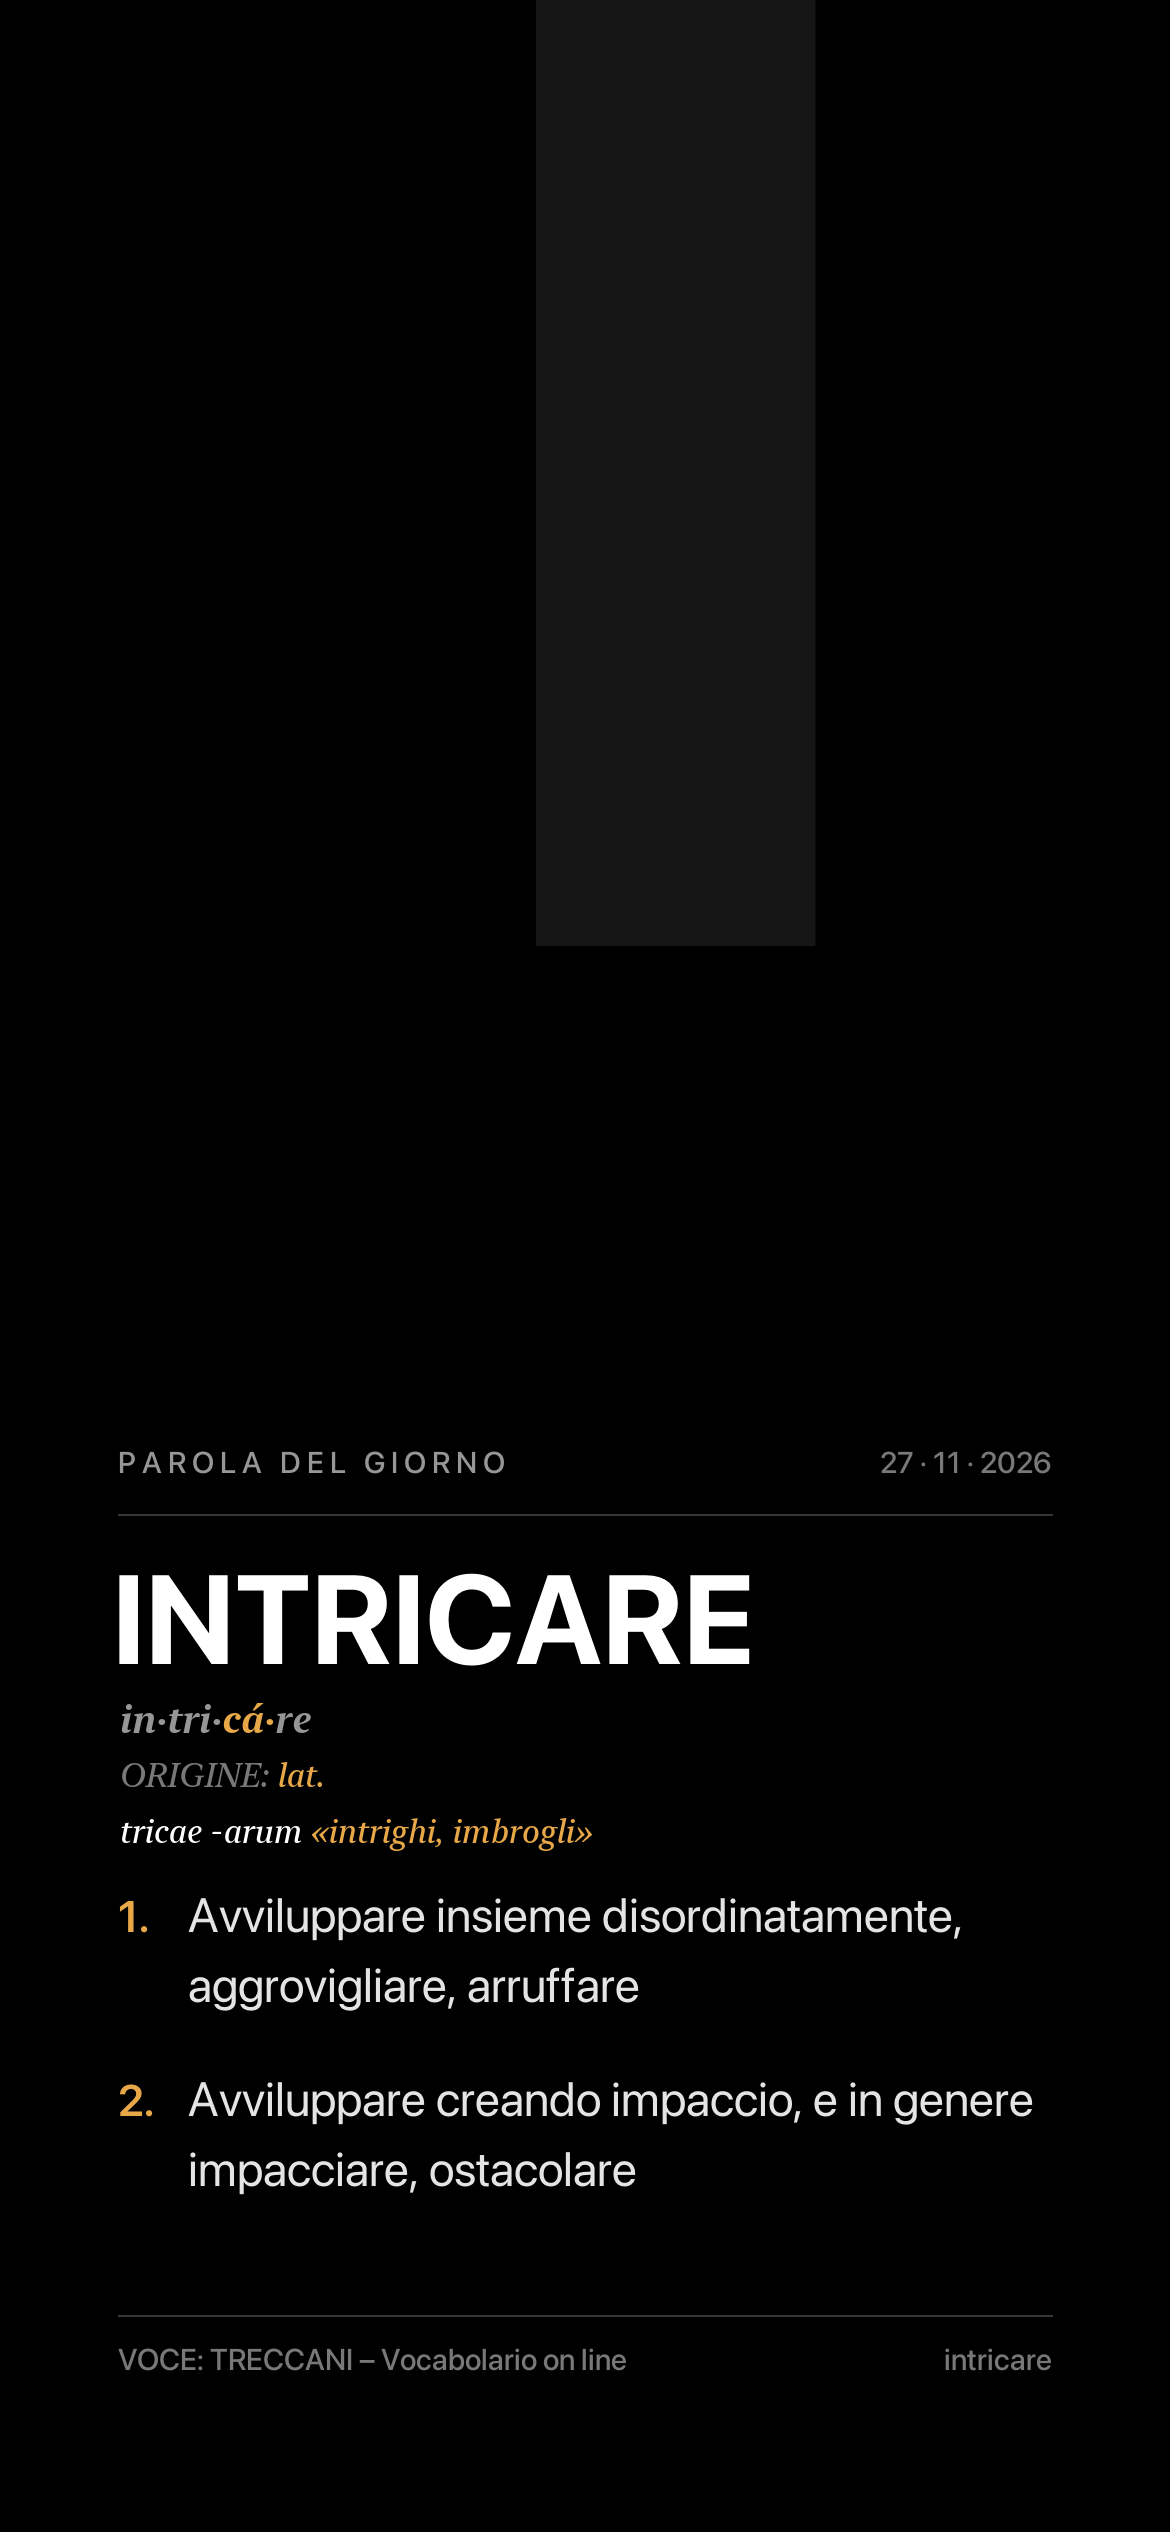 PAROLA DEL GIORNO 27 · 11 · 2026
INTRICARE
in·tri·cá·re
ORIGINE: lat.
tricae -arum «intrighi, imbrogli»
1. Avviluppare insieme disordinatamente,
aggrovigliare, arruffare
2. Avviluppare creando impaccio, e in genere
impacciare, ostacolare
VOCE: TRECCANI – Vocabolario on line intricare